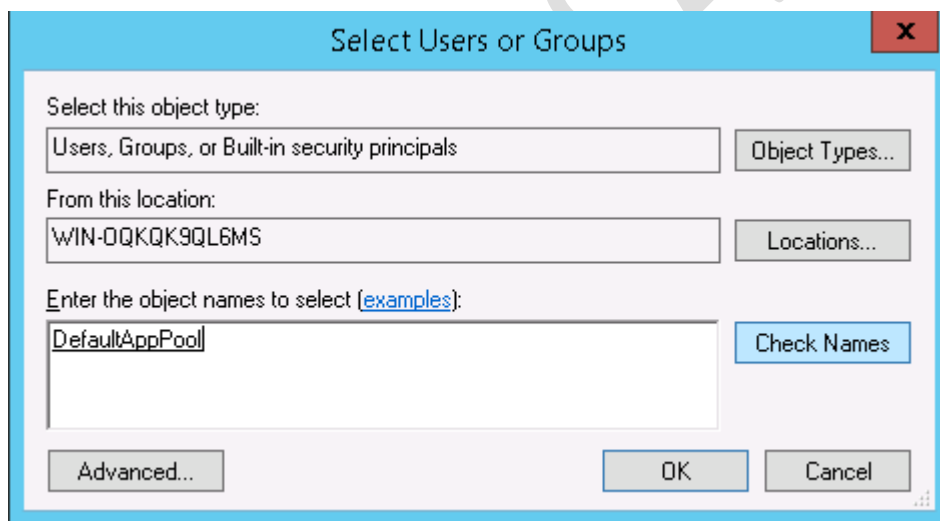 Select Users or Groups
Select this object type:
Users, Groups, or Built-in security principals
Object Types...
From this location:
WIN-OQKQK9QL6MS
Locations...
Enter the object names to select (examples):
DefaultAppPool
Check Names
Advanced...
OK
Cancel